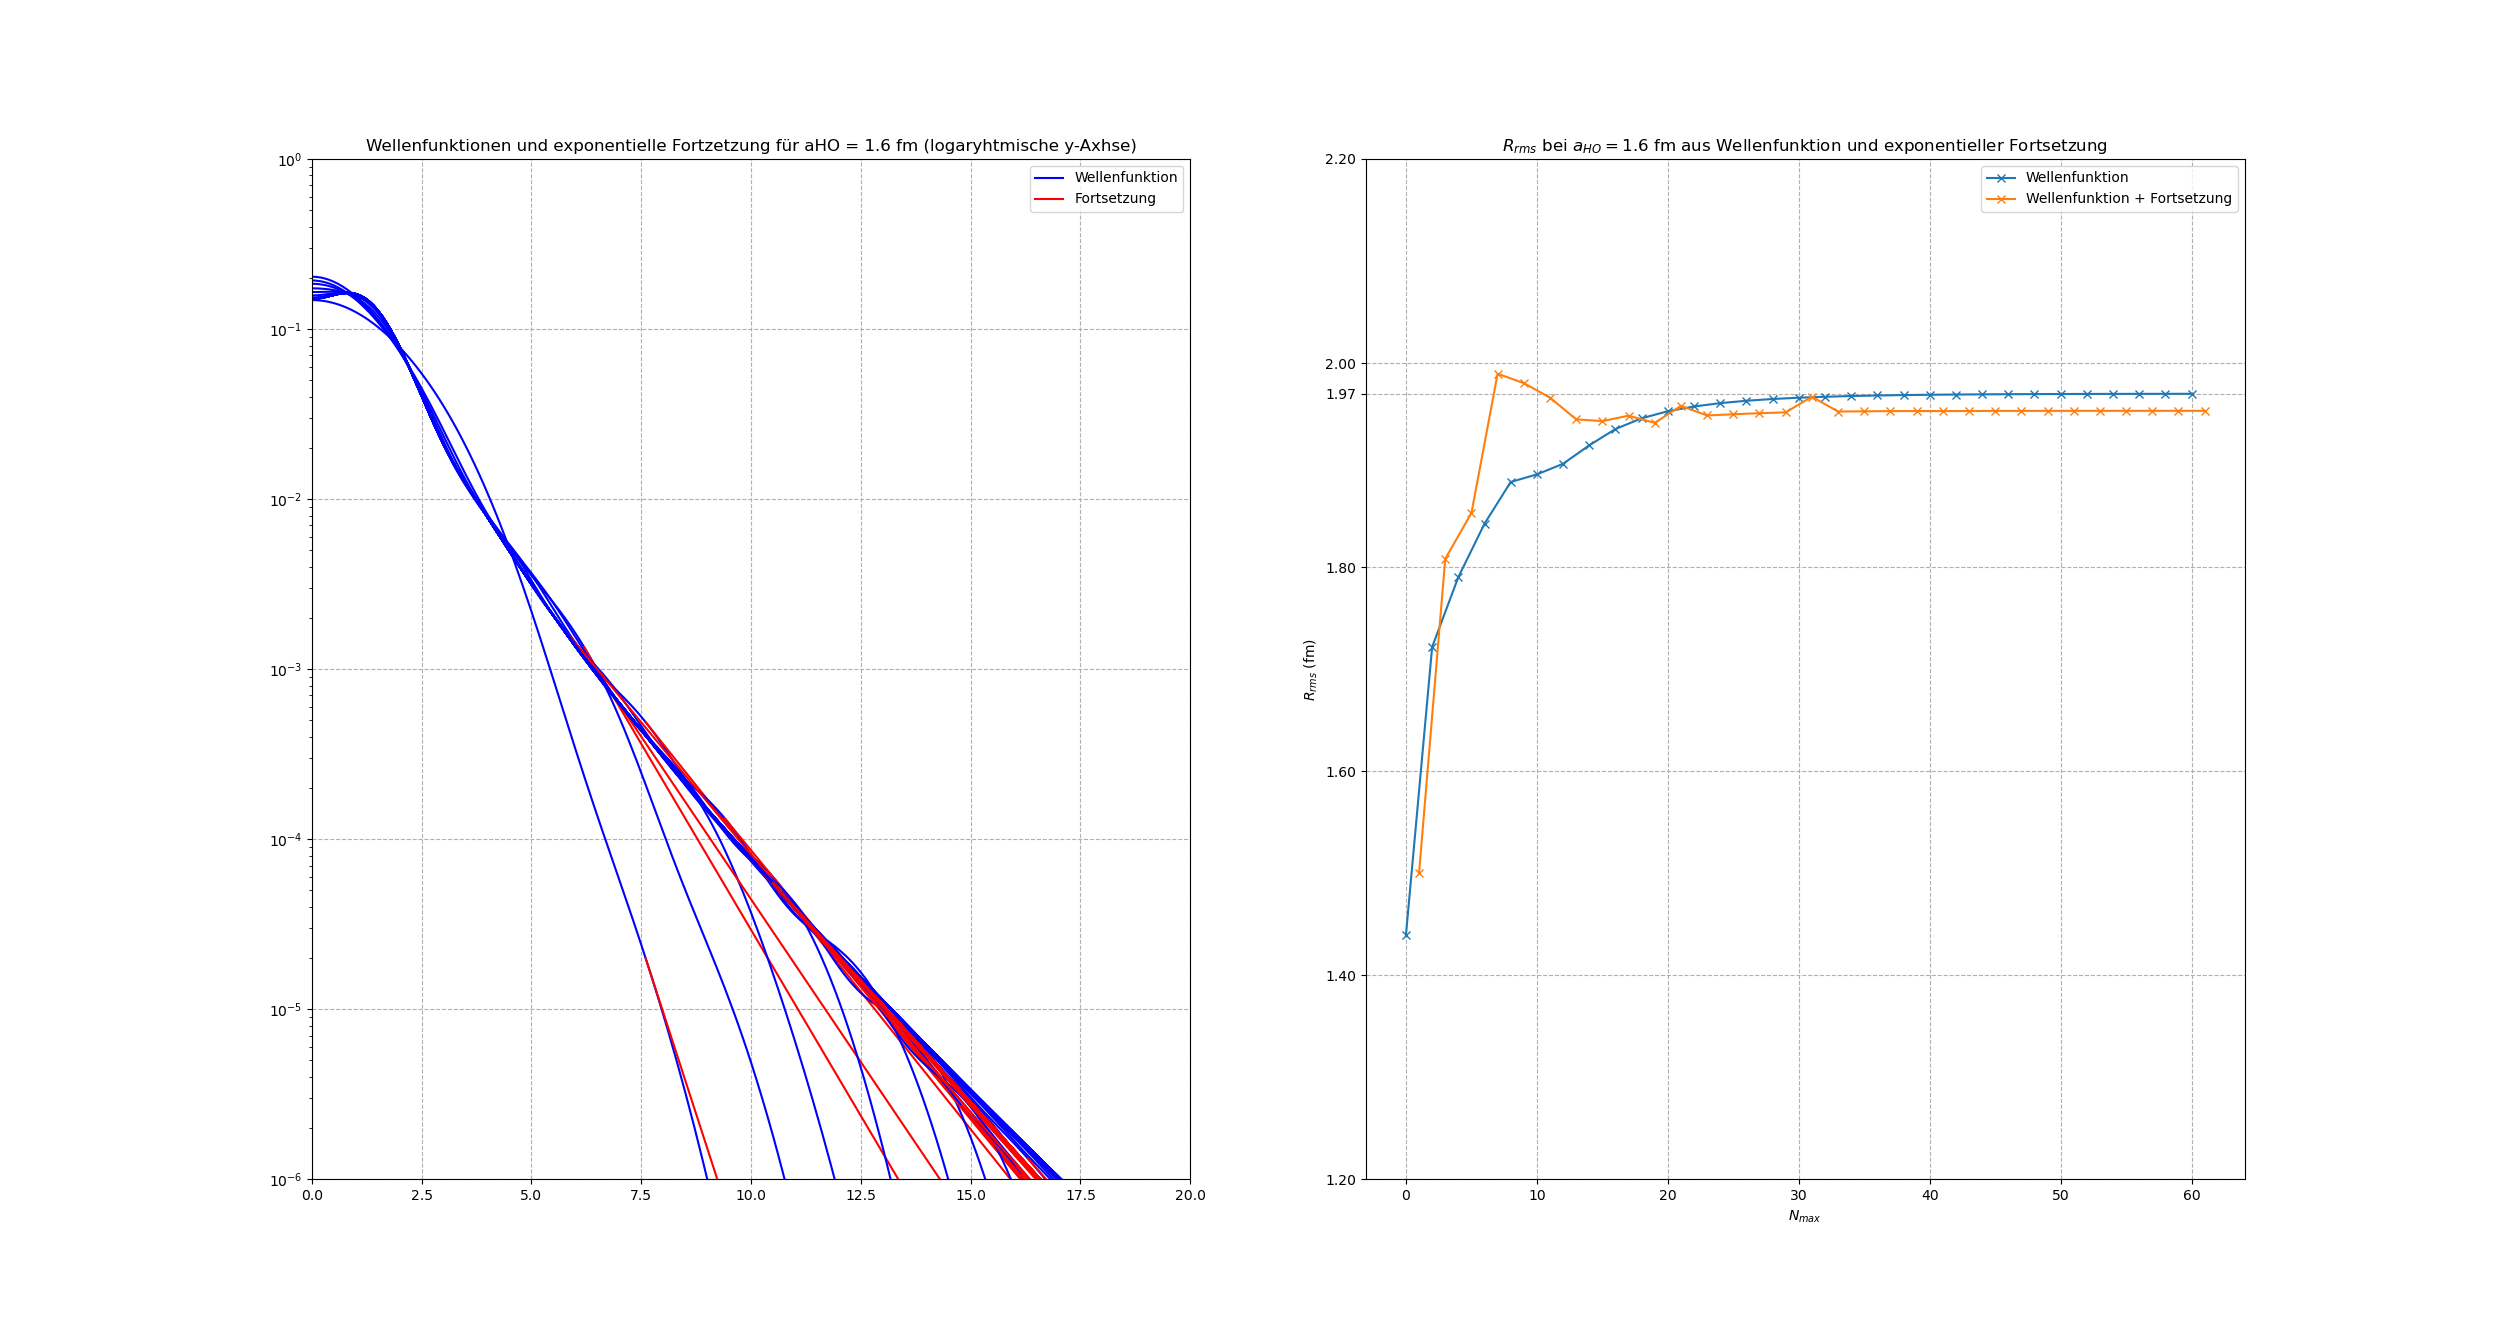 Wellenfunktionen und exponentielle Fortzetzung für aHO = 1.6 fm (logaryhtmische y-Axhse)
Wellenfunktion
Fortsetzung
10⁰
10⁻¹
10⁻²
10⁻³
10⁻⁴
10⁻⁵
10⁻⁶
0.0 2.5 5.0 7.5 10.0 12.5 15.0 17.5 20.0
R_rms bei a_HO = 1.6 fm aus Wellenfunktion und exponentieller Fortsetzung
Wellenfunktion
Wellenfunktion + Fortsetzung
2.20
2.00
1.97
1.80
1.60
1.40
1.20
R_rms (fm)
0 10 20 30 40 50 60
N_max